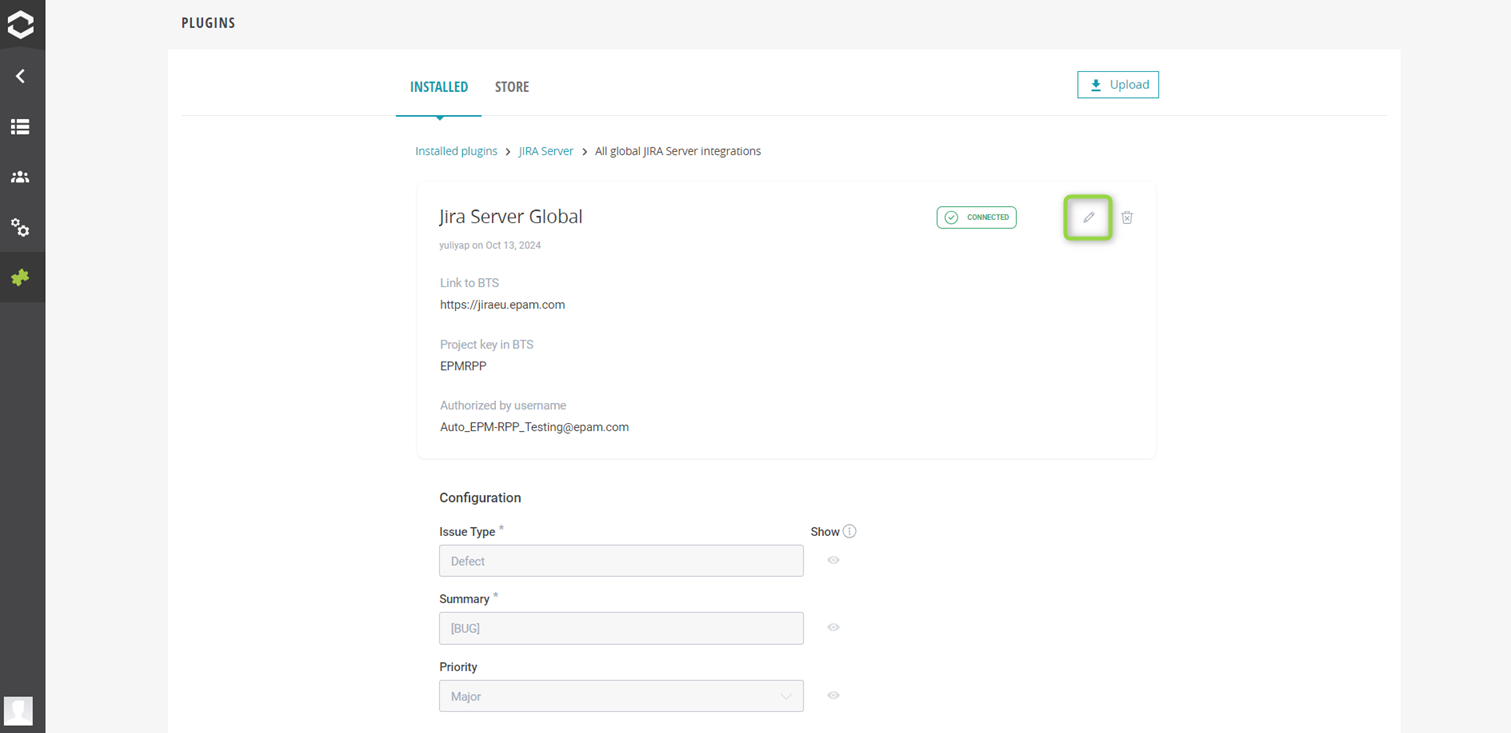 PLUGINS
INSTALLED STORE
Upload
Installed plugins > JIRA Server > All global JIRA Server integrations
Jira Server Global
CONNECTED
yuliyap on Oct 13, 2024
Link to BTS
https://jiraeu.epam.com
Project key in BTS
EPMRPP
Authorized by username
Auto_EPM-RPP_Testing@epam.com
Configuration
Issue Type *
Show
Defect
Summary *
[BUG]
Priority
Major